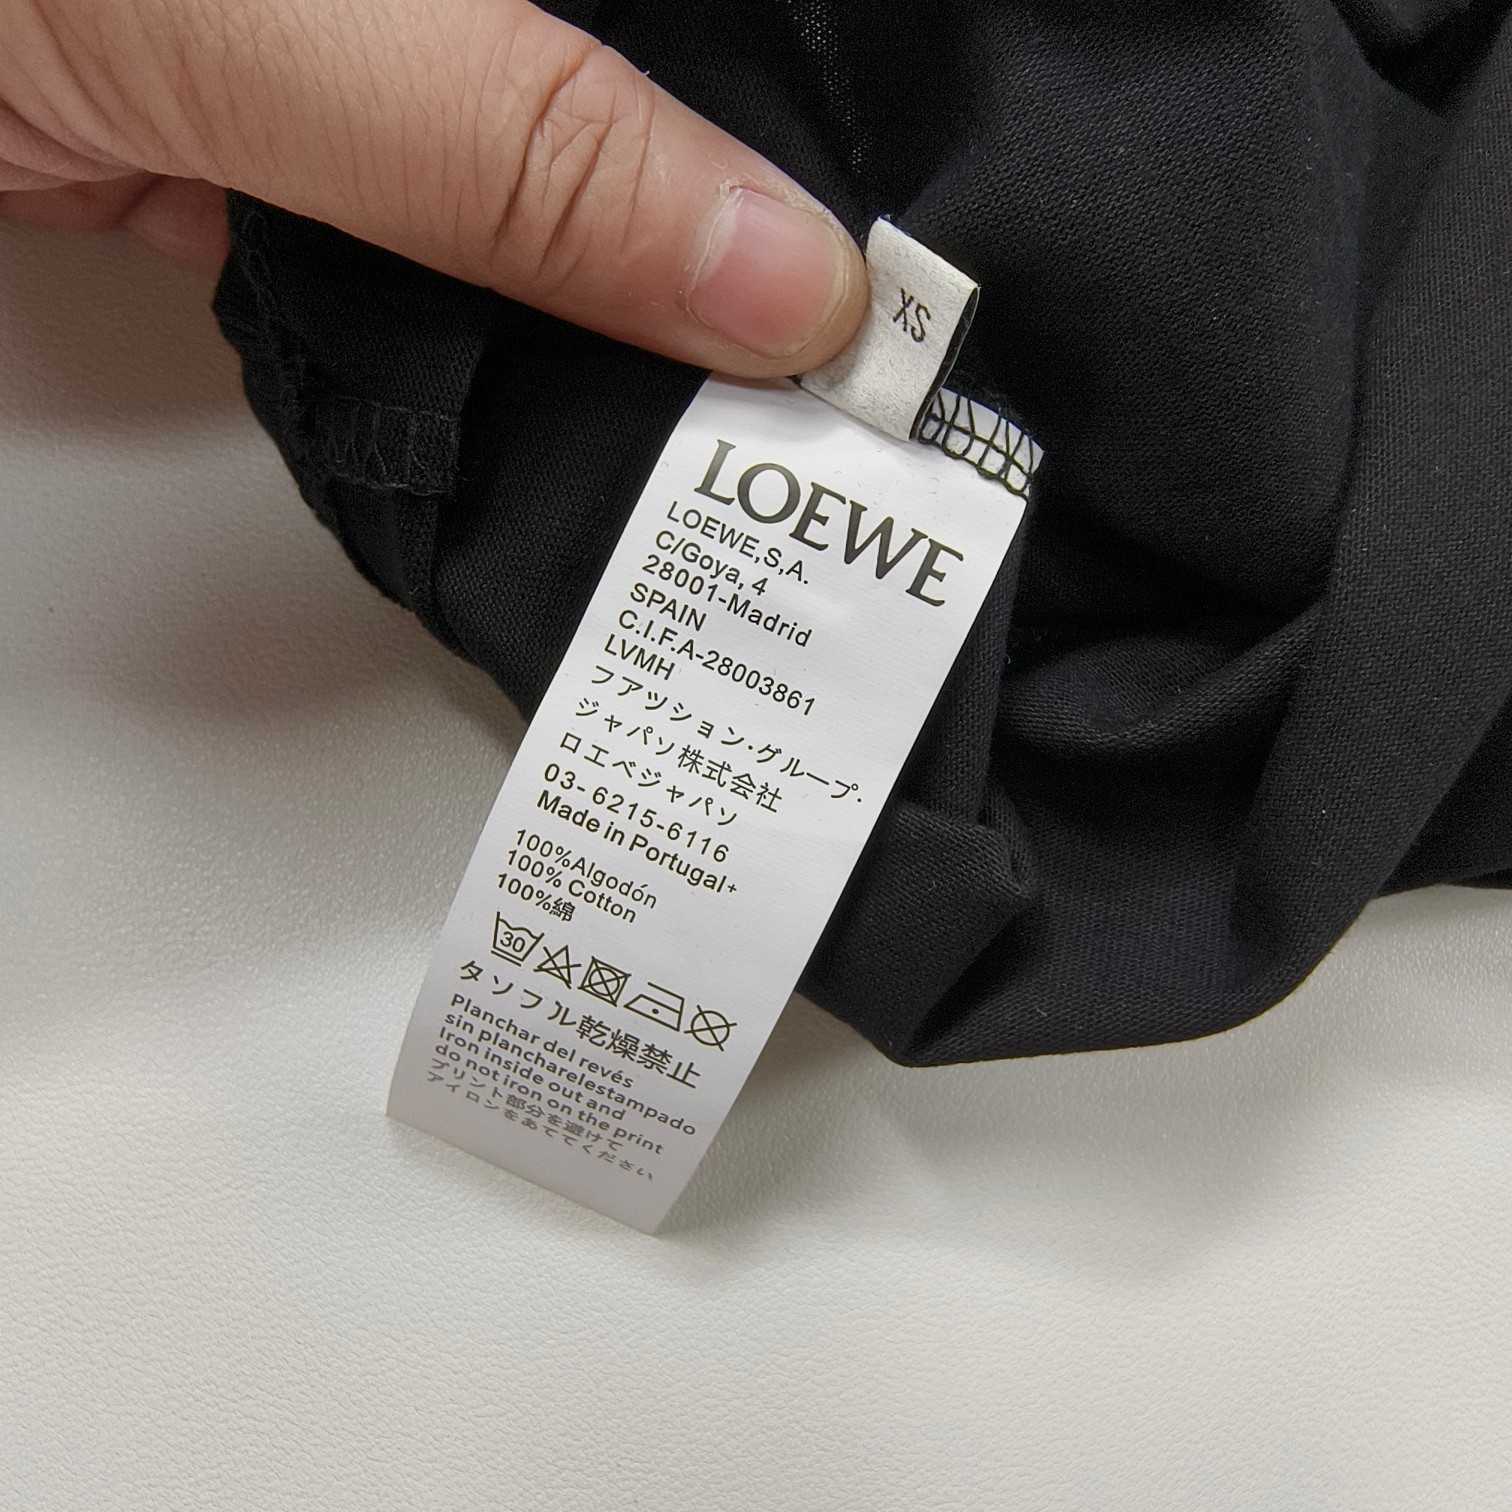 XS
LOEWE
LOEWE,S,A.
C/Goya, 4
28001-Madrid
SPAIN
C.I.F.A-28003861
LVMH
フアツション·グループ.
ジャパソ株式会社
ロエベジャパソ
03-6215-6116
Made in Portugal+
100%Algodón
100% Cotton
100%綿
30
タソフル乾燥禁止
Planchar del revés
sin plancharelestampado
Iron inside out and
do not iron on the print
プリント部分を避けて
アイロンをあててください